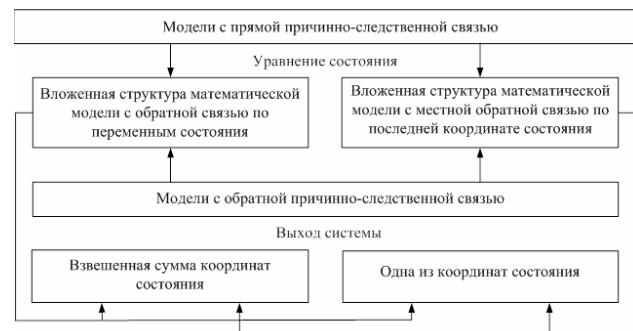 Модели с прямой причинно-следственной связью
Уравнение состояния
Вложенная структура математической
модели с обратной связью по
переменным состояния
Вложенная структура математической
модели с местной обратной связью по
последней координате состояния
Модели с обратной причинно-следственной связью
Выход системы
Взвешенная сумма координат
состояния
Одна из координат состояния